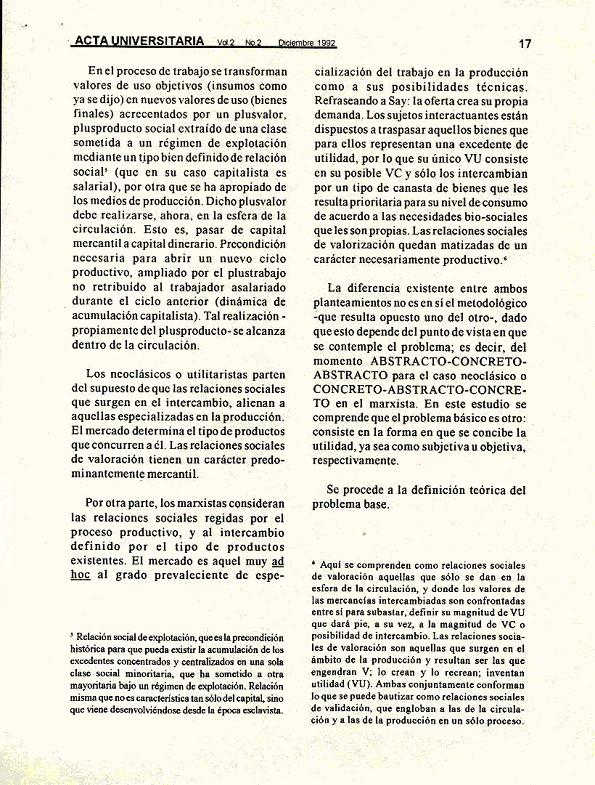 ACTA UNIVERSITARIA Vol 2 No.2 Diciembre 1992 17
En el proceso de trabajo se transforman
valores de uso objetivos (insumos como
ya se dijo) en nuevos valores de uso (bienes
finales) acrecentados por un plusvalor,
plusproducto social extraído de una clase
sometida a un régimen de explotación
mediante un tipo bien definido de relación
social⁵ (que en su caso capitalista es
salarial), por otra que se ha apropiado de
los medios de producción. Dicho plusvalor
debe realizarse, ahora, en la esfera de la
circulación. Esto es, pasar de capital
mercantil a capital dinerario. Precondición
necesaria para abrir un nuevo ciclo
productivo, ampliado por el plustrabajo
no retribuído al trabajador asalariado
durante el ciclo anterior (dinámica de
acumulación capitalista). Tal realización -
propiamente del plusproducto- se alcanza
dentro de la circulación.
Los neoclásicos o utilitaristas parten
del supuesto de que las relaciones sociales
que surgen en el intercambio, alienan a
aquellas especializadas en la producción.
El mercado determina el tipo de productos
que concurren a él. Las relaciones sociales
de valoración tienen un carácter predo-
minantemente mercantil.
Por otra parte, los marxistas consideran
las relaciones sociales regidas por el
proceso productivo, y al intercambio
definido por el tipo de productos
existentes. El mercado es aquel muy ad
hoc al grado prevaleciente de espe-
⁵ Relación social de explotación, que es la precondición
histórica para que pueda existir la acumulación de los
excedentes concentrados y centralizados en una sola
clase social minoritaria, que ha sometido a otra
mayoritaria bajo un régimen de explotación. Relación
misma que no es característica tan sólo del capital, sino
que viene desenvolviéndose desde la época esclavista.
cialización del trabajo en la producción
como a sus posibilidades técnicas.
Refraseando a Say: la oferta crea su propia
demanda. Los sujetos interactuantes están
dispuestos a traspasar aquellos bienes que
para ellos representan una excedente de
utilidad, por lo que su único VU consiste
en su posible VC y sólo los intercambian
por un tipo de canasta de bienes que les
resulta prioritaria para su nivel de consumo
de acuerdo a las necesidades bio-sociales
que les son propias. Las relaciones sociales
de valorización quedan matizadas de un
carácter necesariamente productivo.⁶
La diferencia existente entre ambos
planteamientos no es en sí el metodológico
-que resulta opuesto uno del otro-, dado
que esto depende del punto de vista en que
se contemple el problema; es decir, del
momento ABSTRACTO-CONCRETO-
ABSTRACTO para el caso neoclásico o
CONCRETO-ABSTRACTO-CONCRE-
TO en el marxista. En este estudio se
comprende que el problema básico es otro:
consiste en la forma en que se concibe la
utilidad, ya sea como subjetiva u objetiva,
respectivamente.
Se procede a la definición teórica del
problema base.
⁶ Aquí se comprenden como relaciones sociales
de valoración aquellas que sólo se dan en la
esfera de la circulación, y donde los valores de
las mercancías intercambiadas son confrontadas
entre sí para subastar, definir su magnitud de VU
que dará pie, a su vez, a la magnitud de VC o
posibilidad de intercambio. Las relaciones socia-
les de valoración son aquellas que surgen en el
ámbito de la producción y resultan ser las que
engendran V; lo crean y lo recrean; inventan
utilidad (VU). Ambas conjuntamente conforman
lo que se puede bautizar como relaciones sociales
de validación, que engloban a las de la circula-
ción y a las de la producción en un sólo proceso.